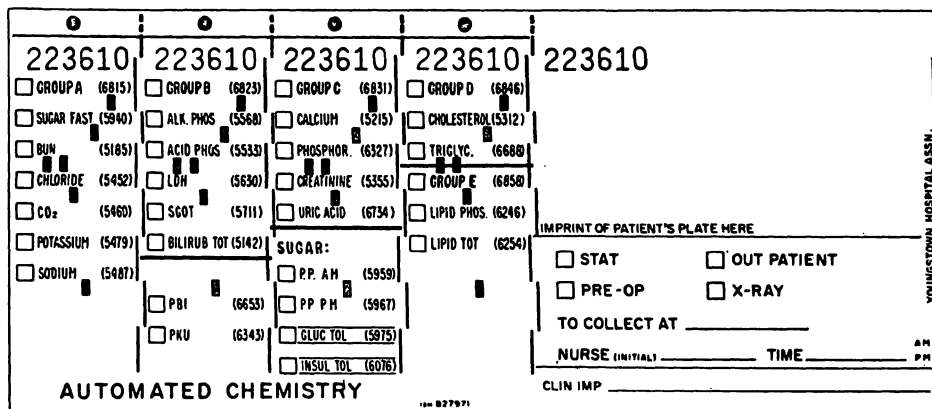 223610 223610 223610 223610 223610
GROUP A (6815)
SUGAR FAST (5940)
BUN (5185)
CHLORIDE (5452)
CO₂ (5460)
POTASSIUM (5479)
SODIUM (5487)
GROUP B (6823)
ALK. PHOS (5568)
ACID PHOS (5533)
LDH (5630)
SGOT (5711)
BILIRUB TOT (5142)
PBI (6653)
PKU (6343)
GROUP C (6831)
CALCIUM (5215)
PHOSPHOR. (6327)
CREATININE (5355)
URIC ACID (6734)
SUGAR:
P.P. AM (5959)
PP PM (5967)
GLUC TOL (5975)
INSUL TOL (6076)
GROUP D (6846)
CHOLESTEROL (5312)
TRIGLYC. (6688)
GROUP E (6858)
LIPID PHOS. (6246)
LIPID TOT (6254)
AUTOMATED CHEMISTRY
IBM B27971
IMPRINT OF PATIENT'S PLATE HERE
STAT OUT PATIENT
PRE-OP X-RAY
TO COLLECT AT
NURSE (INITIAL) TIME AM PM
CLIN IMP
YOUNGSTOWN HOSPITAL ASSN.